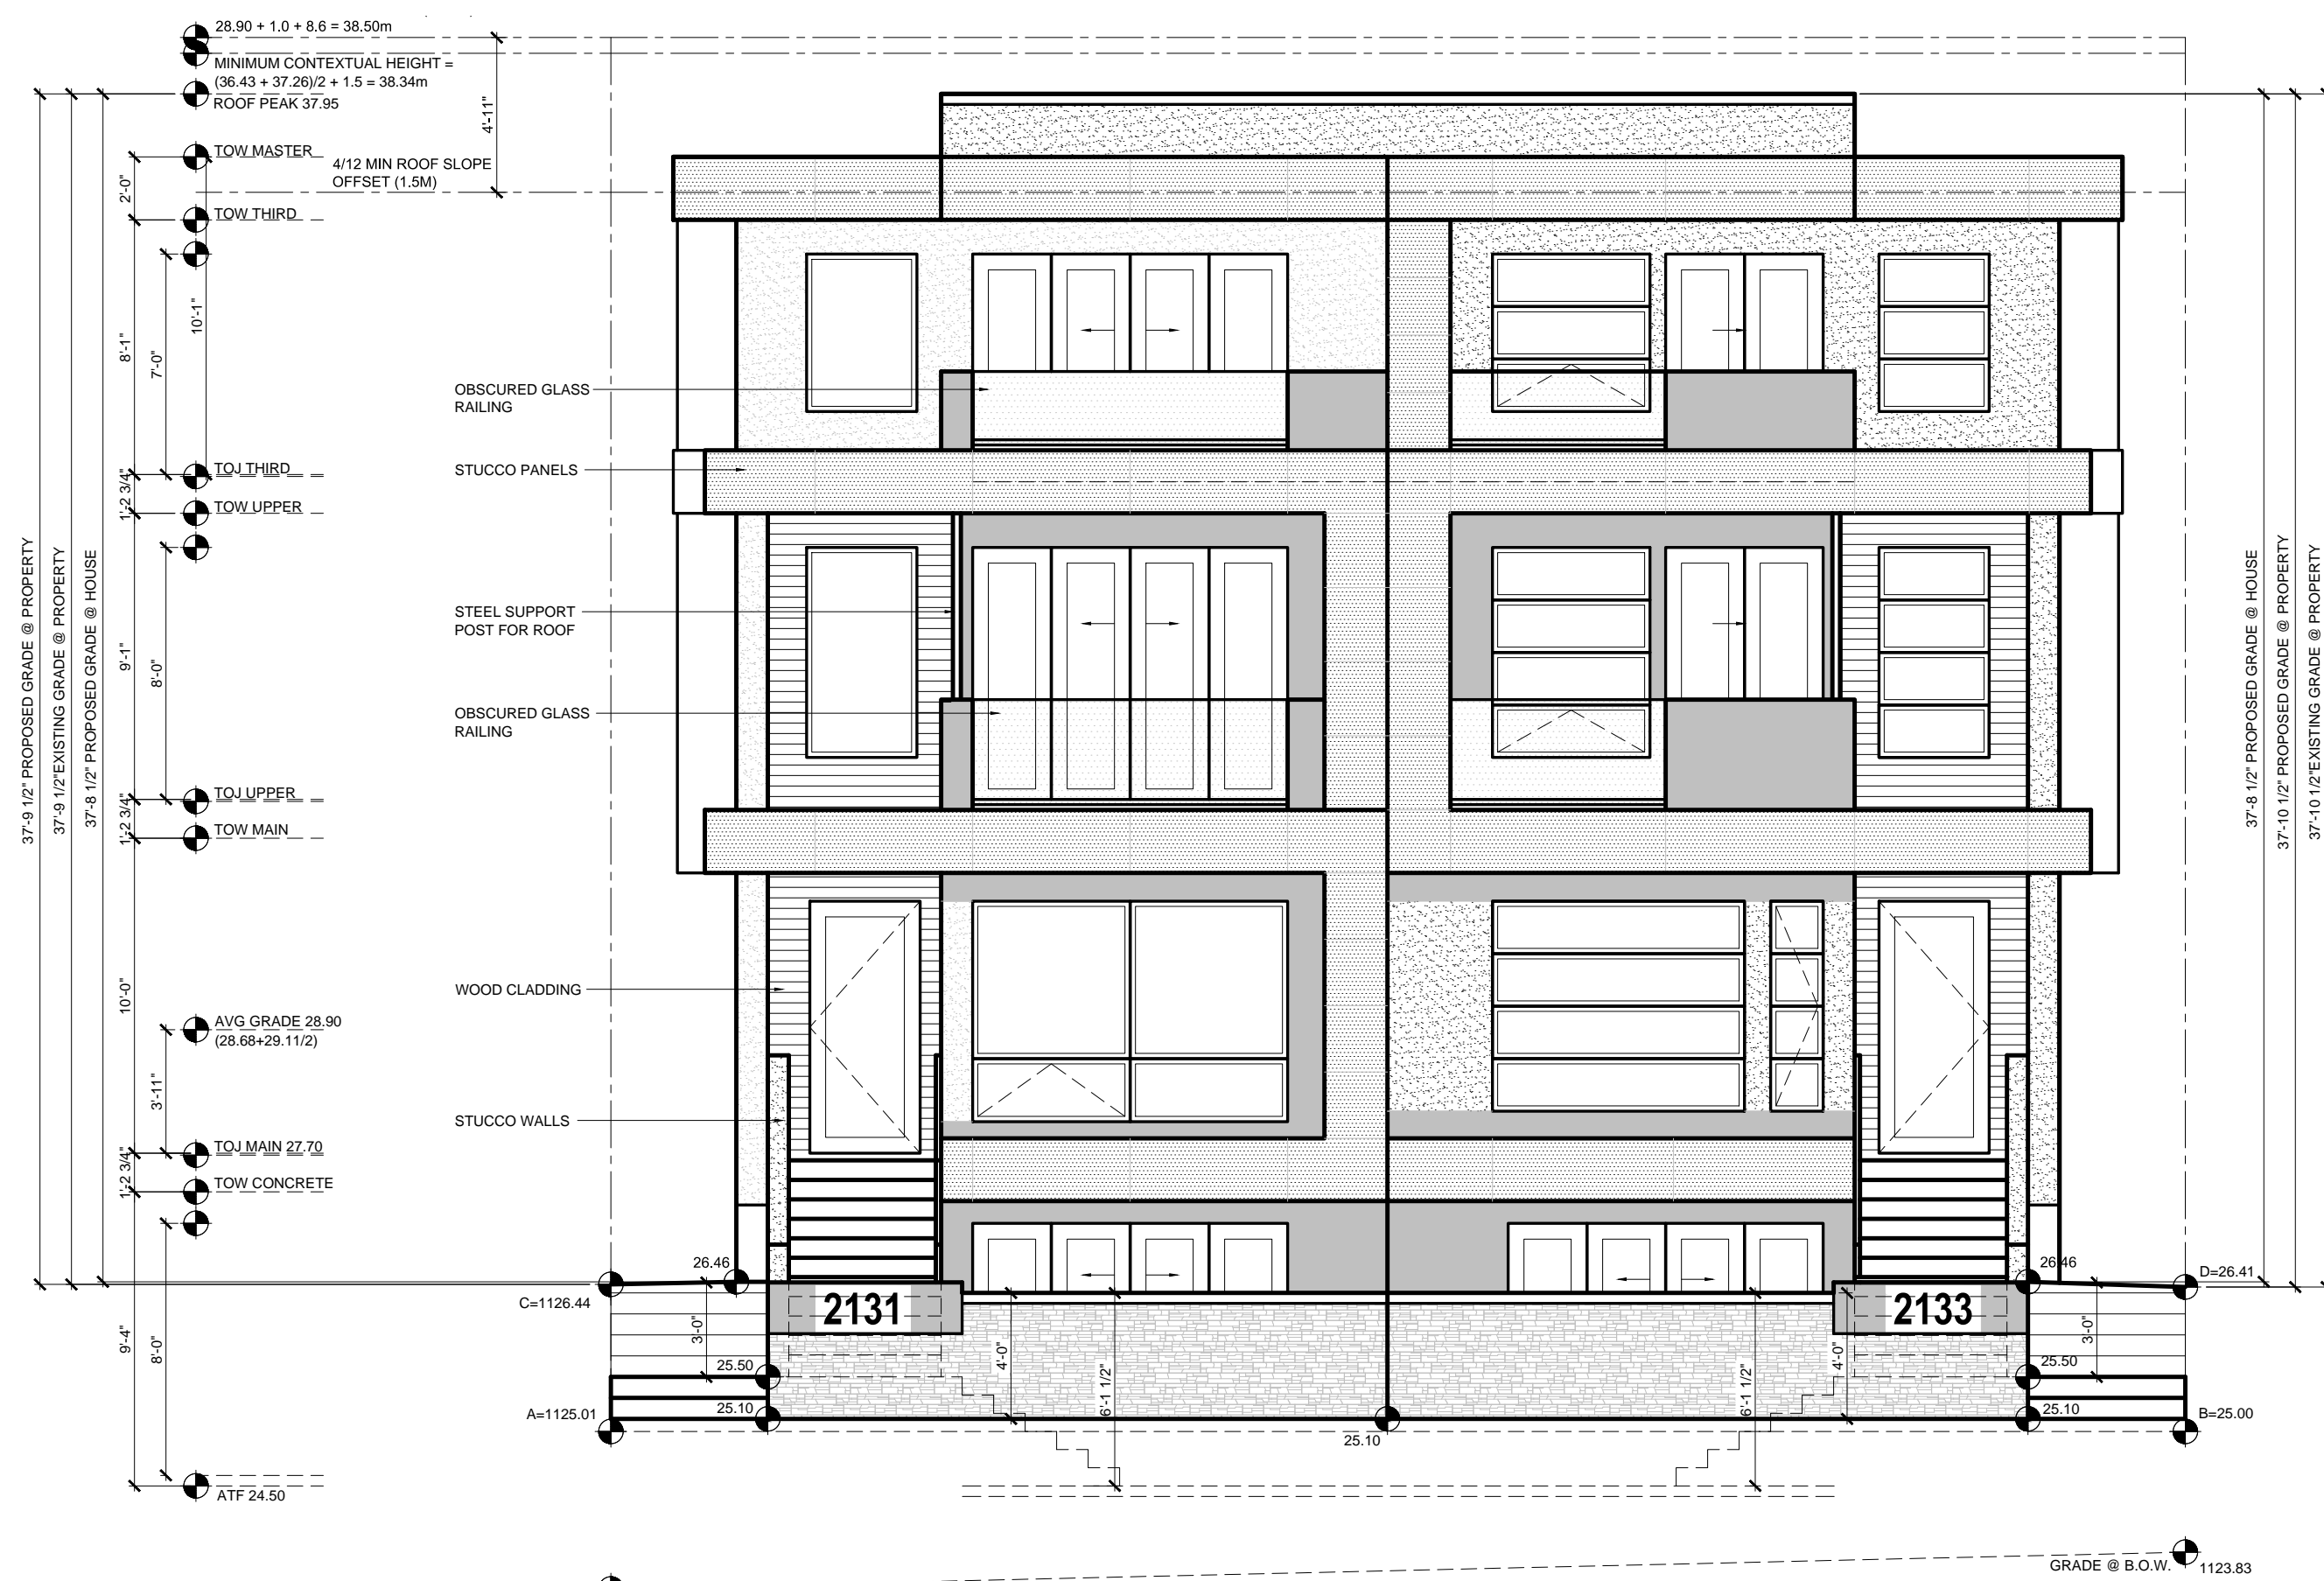 28.90 + 1.0 + 8.6 = 38.50m
MINIMUM CONTEXTUAL HEIGHT =
(36.43 + 37.26)/2 + 1.5 = 38.34m
ROOF PEAK 37.95
4'-11"
TOW MASTER
4/12 MIN ROOF SLOPE
OFFSET (1.5M)
2'-0"
TOW THIRD
10'-1"
8'-1"
7'-0"
OBSCURED GLASS
RAILING
TOJ THIRD
STUCCO PANELS
1'-2 3/4"
TOW UPPER
37'-9 1/2" PROPOSED GRADE @ PROPERTY
37'-9 1/2"EXISTING GRADE @ PROPERTY
37'-8 1/2" PROPOSED GRADE @ HOUSE
37'-8 1/2" PROPOSED GRADE @ HOUSE
37'-10 1/2" PROPOSED GRADE @ PROPERTY
37'-10 1/2"EXISTING GRADE @ PROPERTY
STEEL SUPPORT
POST FOR ROOF
9'-1"
8'-0"
OBSCURED GLASS
RAILING
TOJ UPPER
1'-2 3/4"
TOW MAIN
WOOD CLADDING
10'-0"
AVG GRADE 28.90
(28.68+29.11/2)
3'-11"
STUCCO WALLS
TOJ MAIN 27.70
1'-2 3/4"
TOW CONCRETE
26.46
26.46
D=26.41
C=1126.44
2131
2133
9'-4"
8'-0"
3'-0"
4'-0"
6'-1 1/2"
6'-1 1/2"
4'-0"
3'-0"
25.50
25.50
25.10
25.10
A=1125.01
B=25.00
25.10
ATF 24.50
GRADE @ B.O.W.
1123.83